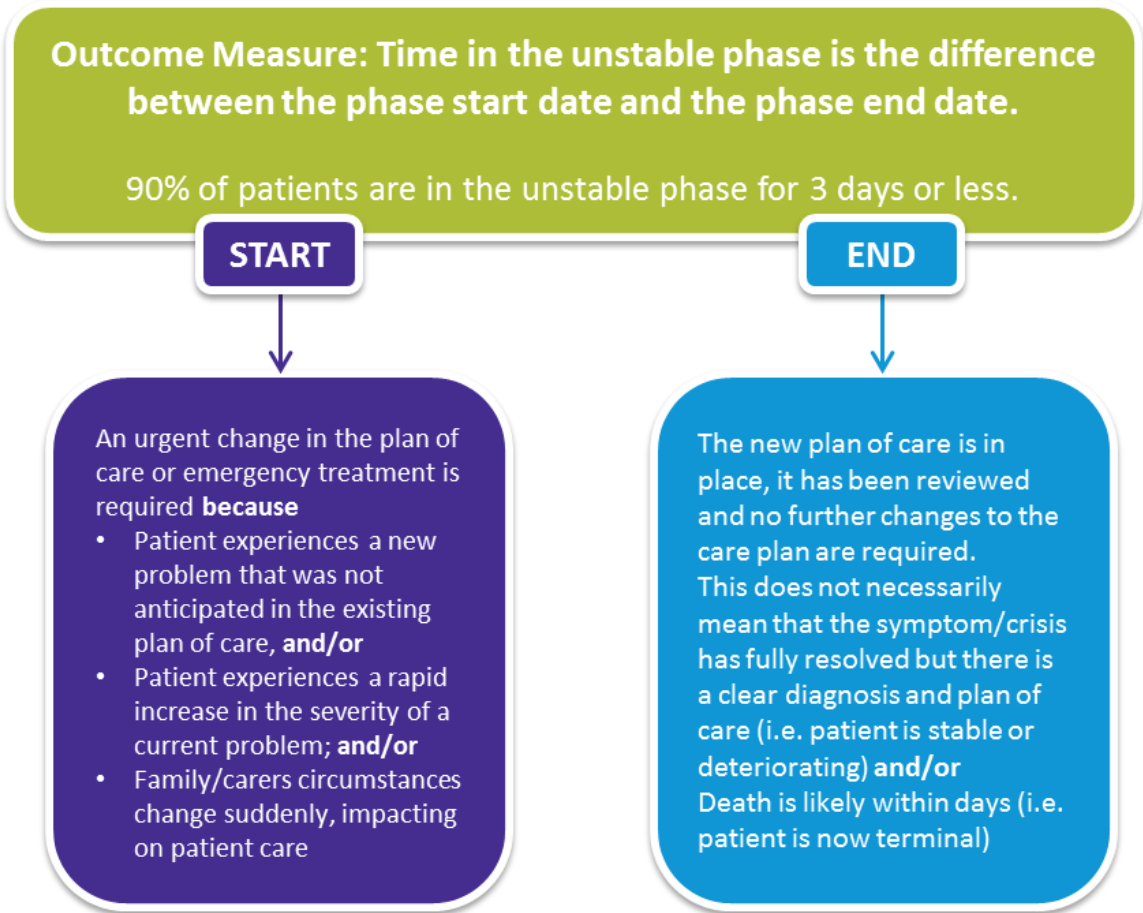 Outcome Measure: Time in the unstable phase is the difference
between the phase start date and the phase end date.
90% of patients are in the unstable phase for 3 days or less.
START
END
An urgent change in the plan of
care or emergency treatment is
required because
• Patient experiences a new
problem that was not
anticipated in the existing
plan of care, and/or
• Patient experiences a rapid
increase in the severity of a
current problem; and/or
• Family/carers circumstances
change suddenly, impacting
on patient care
The new plan of care is in
place, it has been reviewed
and no further changes to the
care plan are required.
This does not necessarily
mean that the symptom/crisis
has fully resolved but there is
a clear diagnosis and plan of
care (i.e. patient is stable or
deteriorating) and/or
Death is likely within days (i.e.
patient is now terminal)